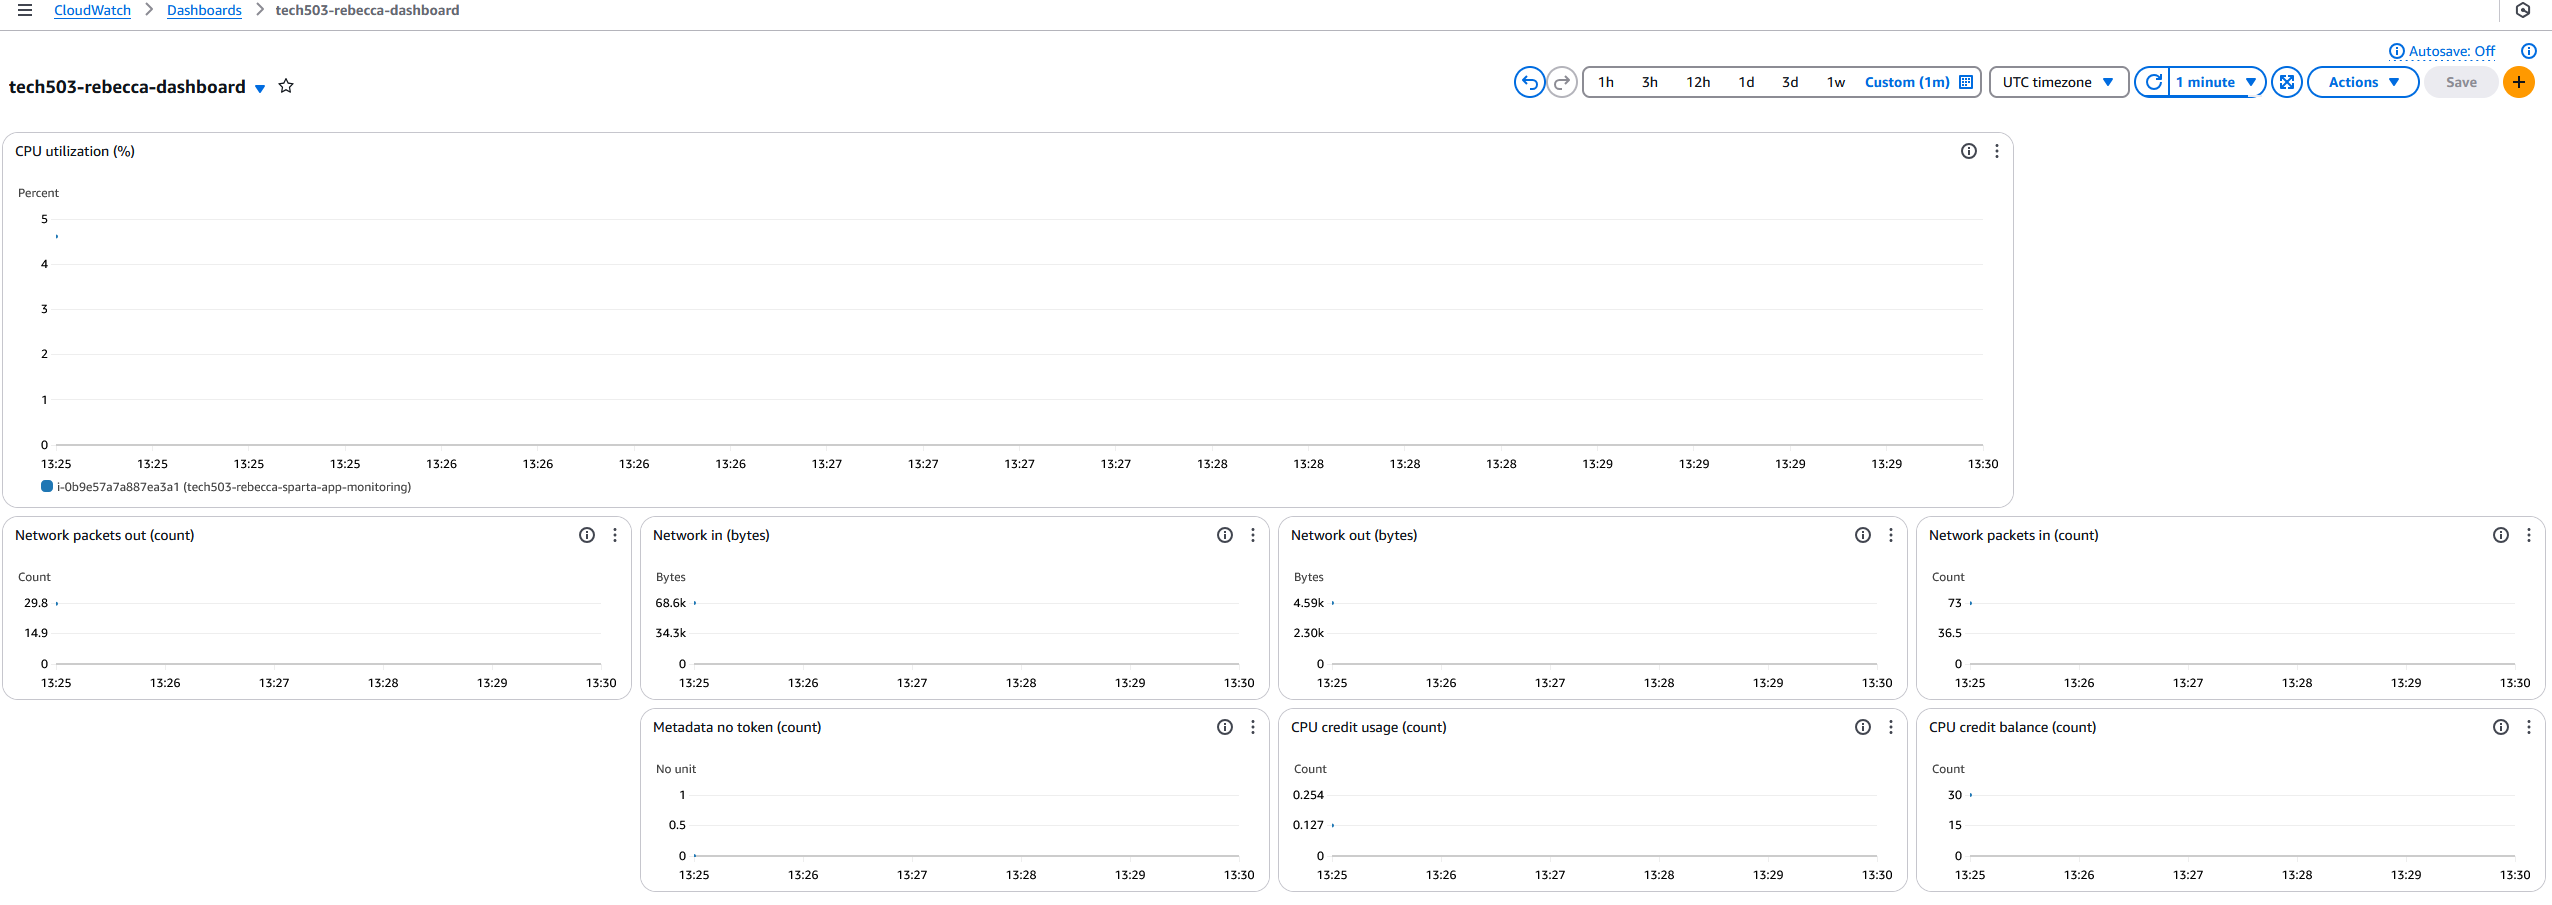 CloudWatch > Dashboards > tech503-rebecca-dashboard
Autosave: Off
tech503-rebecca-dashboard
1h 3h 12h 1d 3d 1w Custom (1m) UTC timezone 1 minute Actions Save +
CPU utilization (%)
Percent
5
4
3
2
1
0
13:25 13:25 13:25 13:25 13:26 13:26 13:26 13:26 13:27 13:27 13:27 13:27 13:28 13:28 13:28 13:28 13:29 13:29 13:29 13:29 13:30
i-0b9e57a7a887ea3a1 (tech503-rebecca-sparta-app-monitoring)
Network packets out (count)
Count
29.8
14.9
0
13:25 13:26 13:27 13:28 13:29 13:30
Network in (bytes)
Bytes
68.6k
34.3k
0
13:25 13:26 13:27 13:28 13:29 13:30
Network out (bytes)
Bytes
4.59k
2.30k
0
13:25 13:26 13:27 13:28 13:29 13:30
Network packets in (count)
Count
73
36.5
0
13:25 13:26 13:27 13:28 13:29 13:30
Metadata no token (count)
No unit
1
0.5
0
13:25 13:26 13:27 13:28 13:29 13:30
CPU credit usage (count)
Count
0.254
0.127
0
13:25 13:26 13:27 13:28 13:29 13:30
CPU credit balance (count)
Count
30
15
0
13:25 13:26 13:27 13:28 13:29 13:30